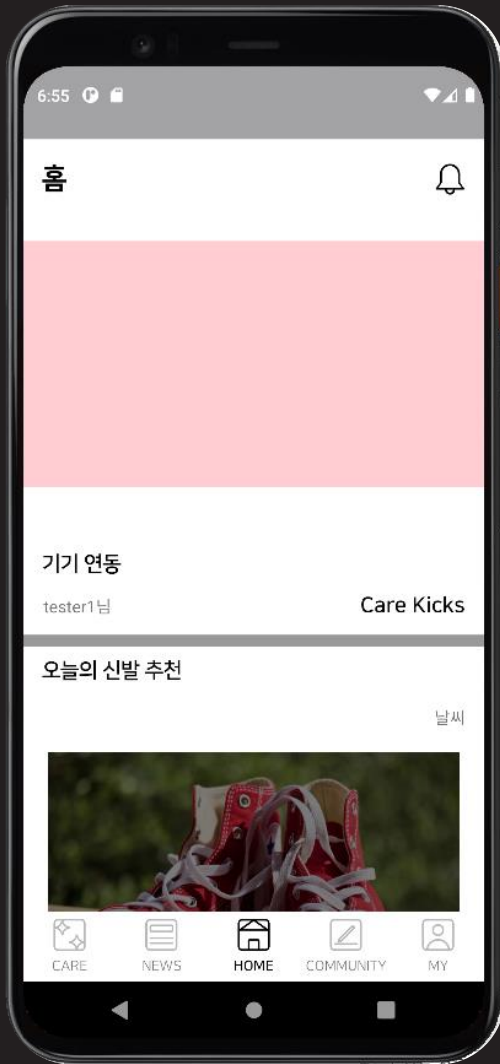 6:55
홈
기기 연동
tester1님
Care Kicks
오늘의 신발 추천
날씨
CARE
NEWS
HOME
COMMUNITY
MY